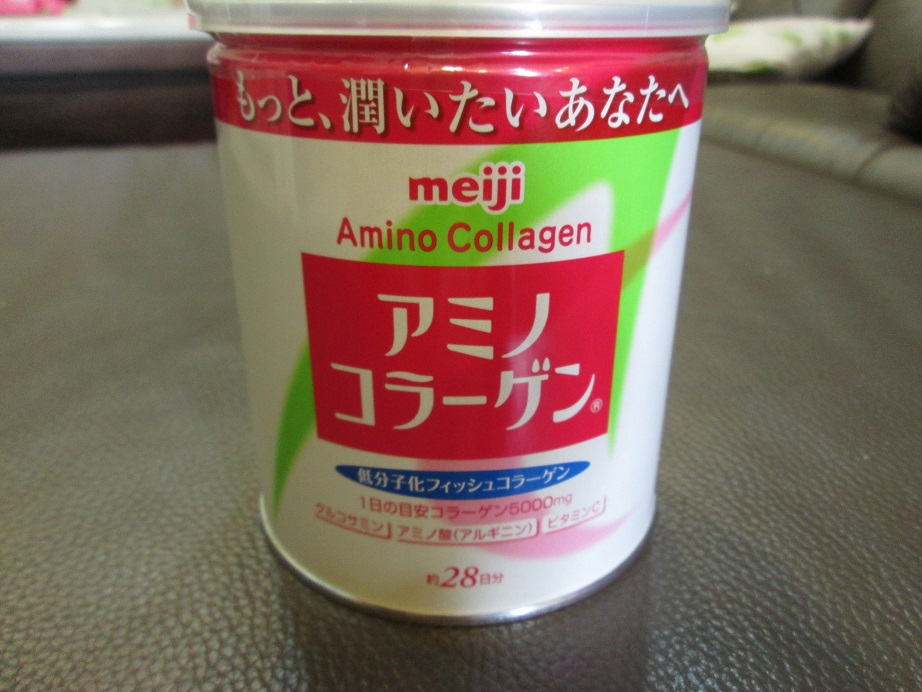 もっと、潤いたいあなたへ
meiji
Amino Collagen
アミノ
コラーゲン®
低分子化フィッシュコラーゲン
1日の目安コラーゲン5000mg
グルコサミン アミノ酸(アルギニン) ビタミンC
約28日分